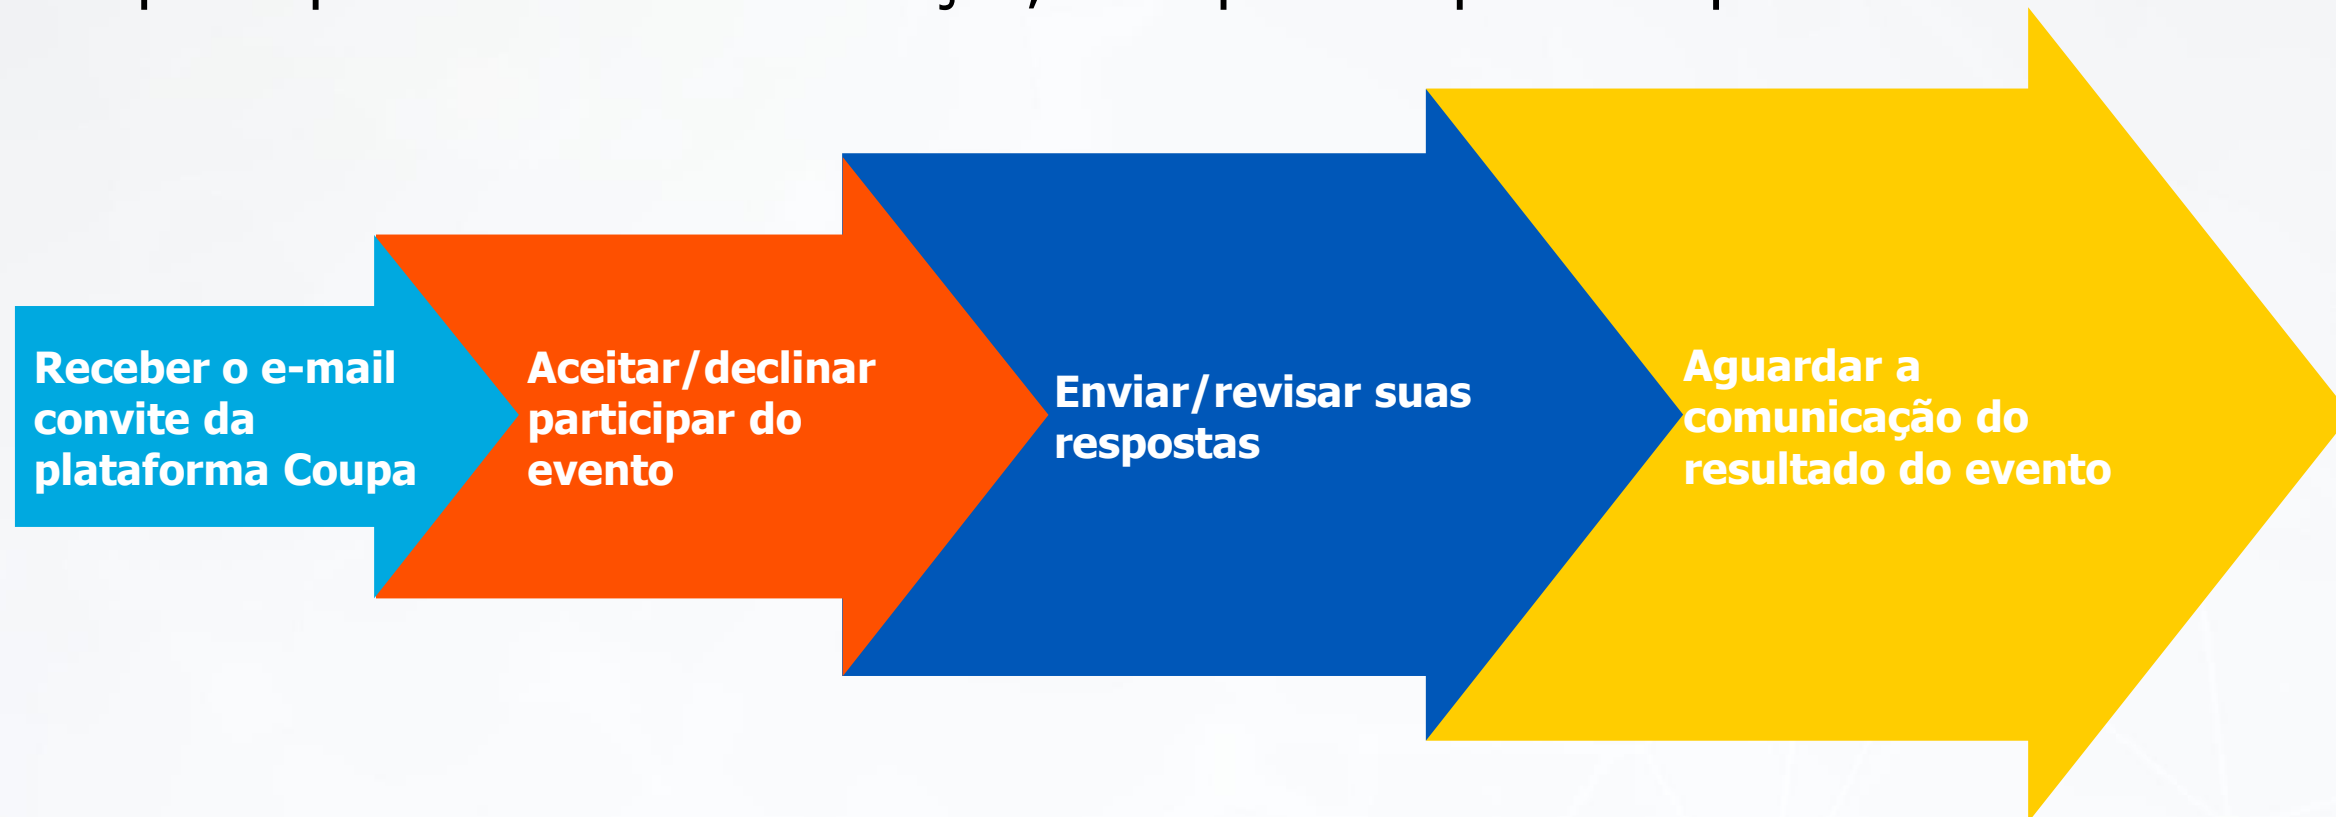 Receber o e-mail
convite da
plataforma Coupa
Aceitar/declinar
participar do
evento
Enviar/revisar suas
respostas
Aguardar a
comunicação do
resultado do evento